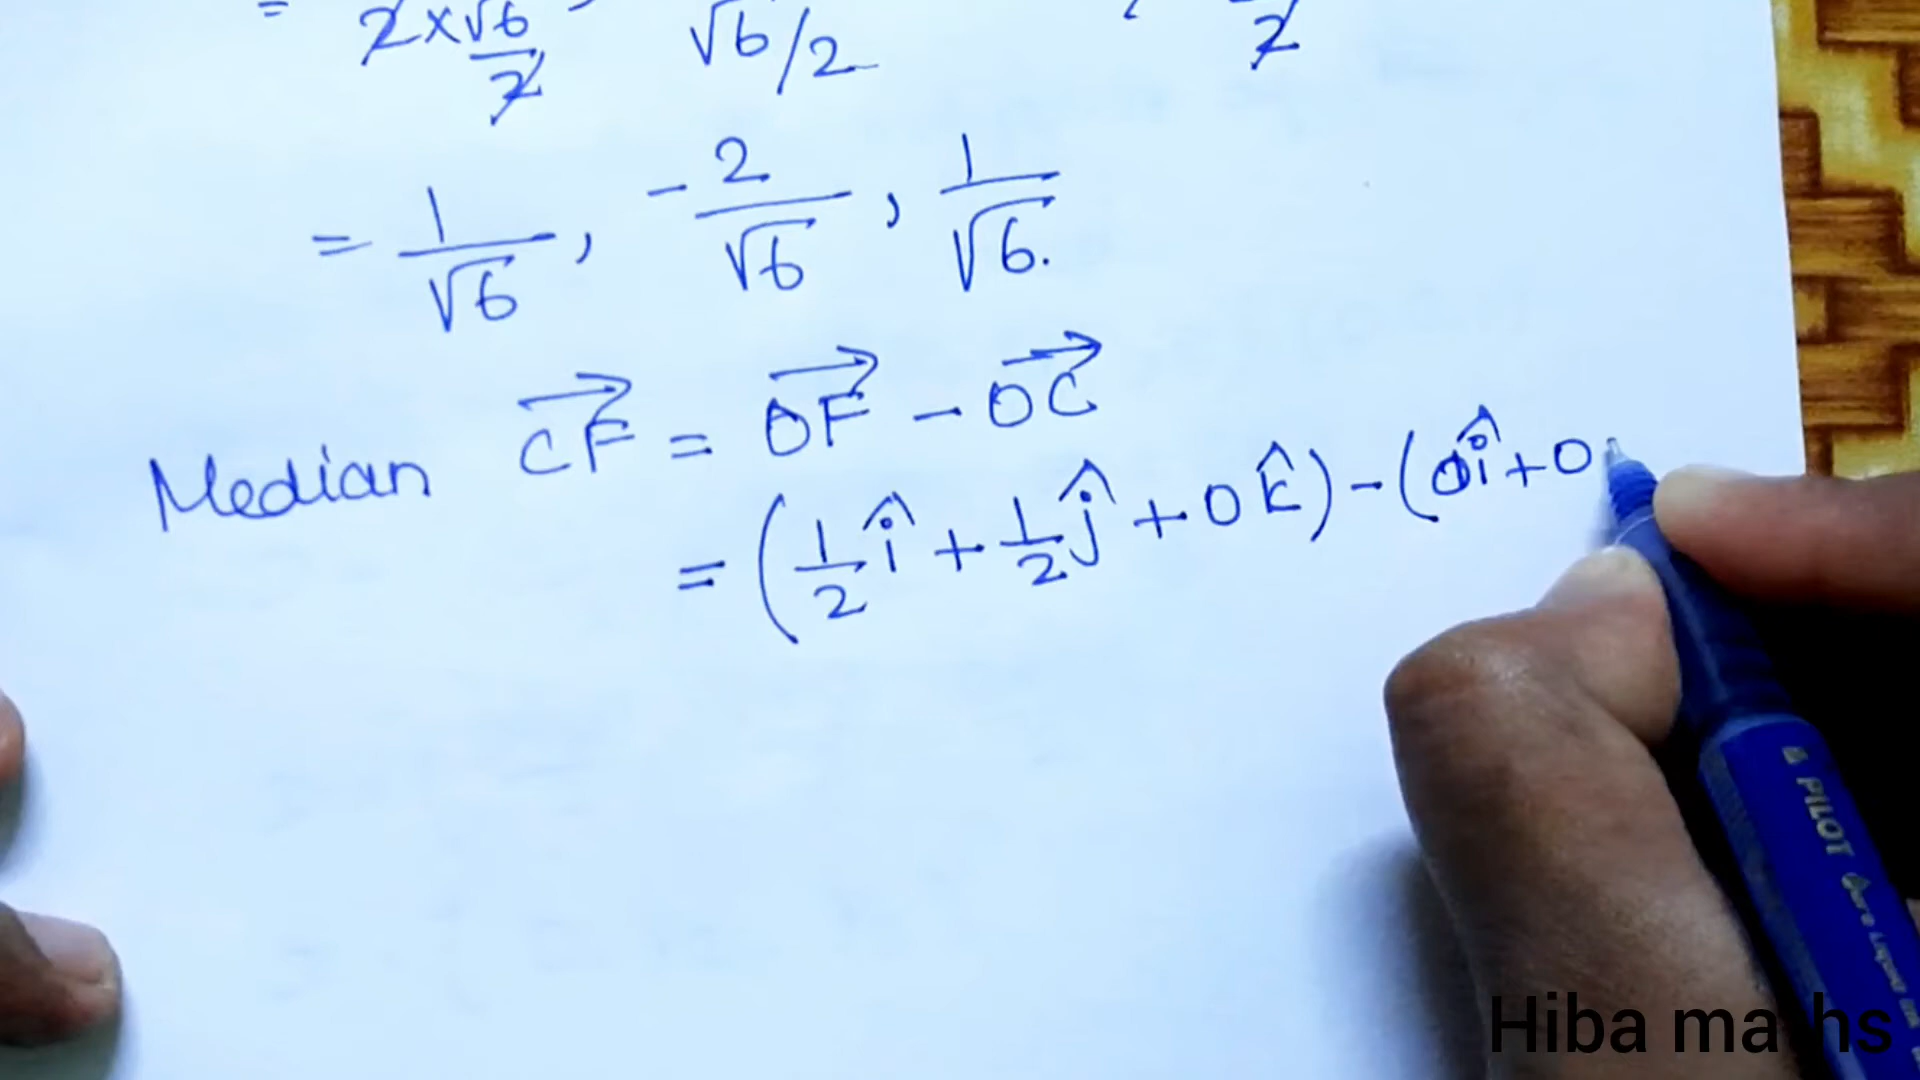 = 2×√6/2 , √6/2 , 2
= 1/√6 , -2/√6 , 1/√6.
Median CF = OF - OC
= (1/2 î + 1/2 ĵ + 0 k̂) - (0î + 0
PILOT
Hiba maths